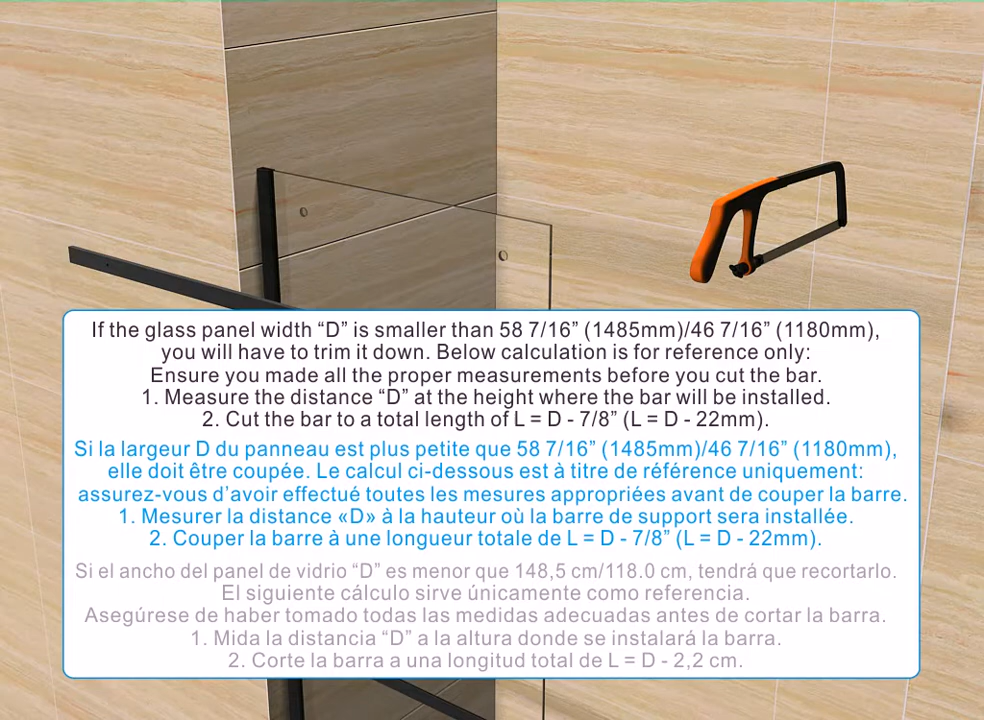 If the glass panel width “D” is smaller than 58 7/16” (1485mm)/46 7/16” (1180mm),
you will have to trim it down. Below calculation is for reference only:
Ensure you made all the proper measurements before you cut the bar.
1. Measure the distance “D” at the height where the bar will be installed.
2. Cut the bar to a total length of L = D - 7/8” (L = D - 22mm).
Si la largeur D du panneau est plus petite que 58 7/16” (1485mm)/46 7/16” (1180mm),
elle doit être coupée. Le calcul ci-dessous est à titre de référence uniquement:
assurez-vous d’avoir effectué toutes les mesures appropriées avant de couper la barre.
1. Mesurer la distance «D» à la hauteur où la barre de support sera installée.
2. Couper la barre à une longueur totale de L = D - 7/8” (L = D - 22mm).
Si el ancho del panel de vidrio “D” es menor que 148,5 cm/118.0 cm, tendrá que recortarlo.
El siguiente cálculo sirve únicamente como referencia.
Asegúrese de haber tomado todas las medidas adecuadas antes de cortar la barra.
1. Mida la distancia “D” a la altura donde se instalará la barra.
2. Corte la barra a una longitud total de L = D - 2,2 cm.